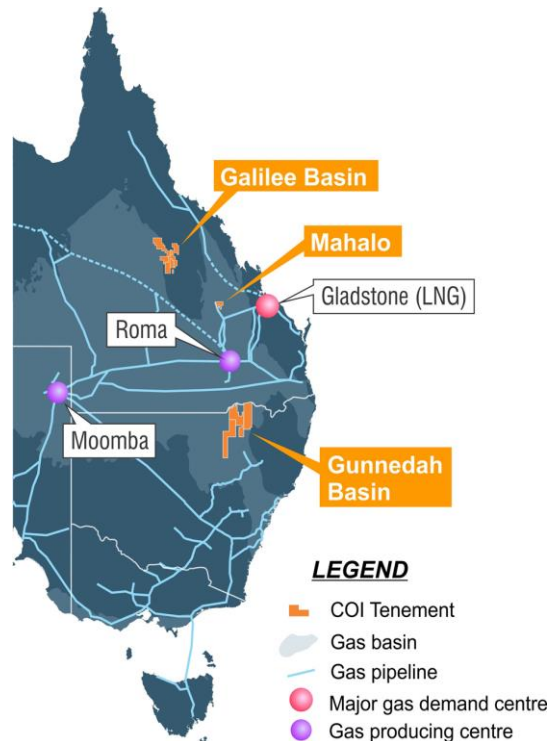 Galilee Basin
Mahalo
Gladstone (LNG)
Roma
Moomba
Gunnedah
Basin
LEGEND
COI Tenement
Gas basin
Gas pipeline
Major gas demand centre
Gas producing centre